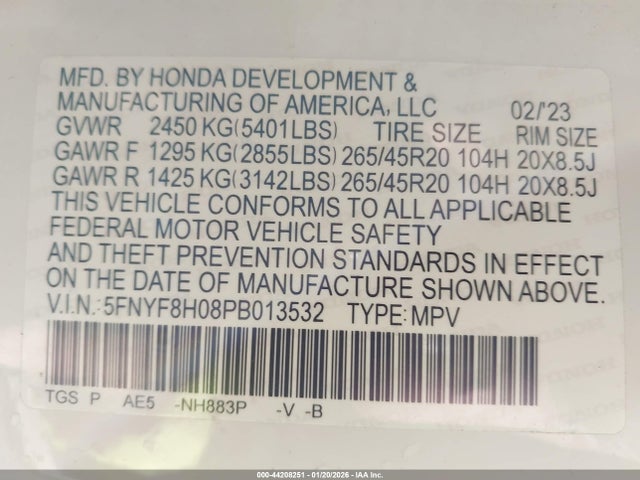 MFD. BY HONDA DEVELOPMENT &
MANUFACTURING OF AMERICA, LLC 02/'23
GVWR 2450 KG(5401LBS) TIRE SIZE RIM SIZE
GAWR F 1295 KG(2855LBS) 265/45R20 104H 20X8.5J
GAWR R 1425 KG(3142LBS) 265/45R20 104H 20X8.5J
THIS VEHICLE CONFORMS TO ALL APPLICABLE
FEDERAL MOTOR VEHICLE SAFETY
AND THEFT PREVENTION STANDARDS IN EFFECT
ON THE DATE OF MANUFACTURE SHOWN ABOVE.
V.I.N.:5FNYF8H08PB013532 TYPE:MPV
TGS P AE5 -NH883P -V -B
000-44208251 - 01/20/2026 - IAA Inc.